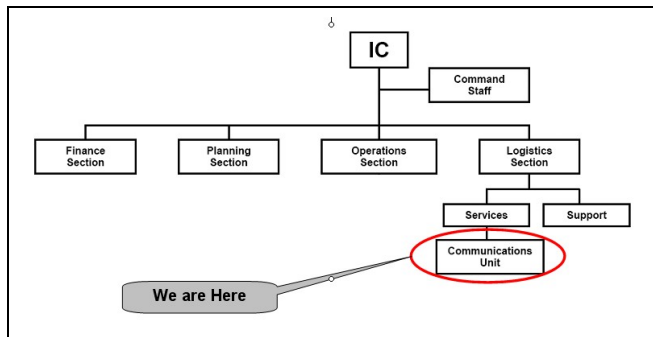 IC
Command
Staff
Finance
Section
Planning
Section
Operations
Section
Logistics
Section
Services
Support
Communications
Unit
We are Here